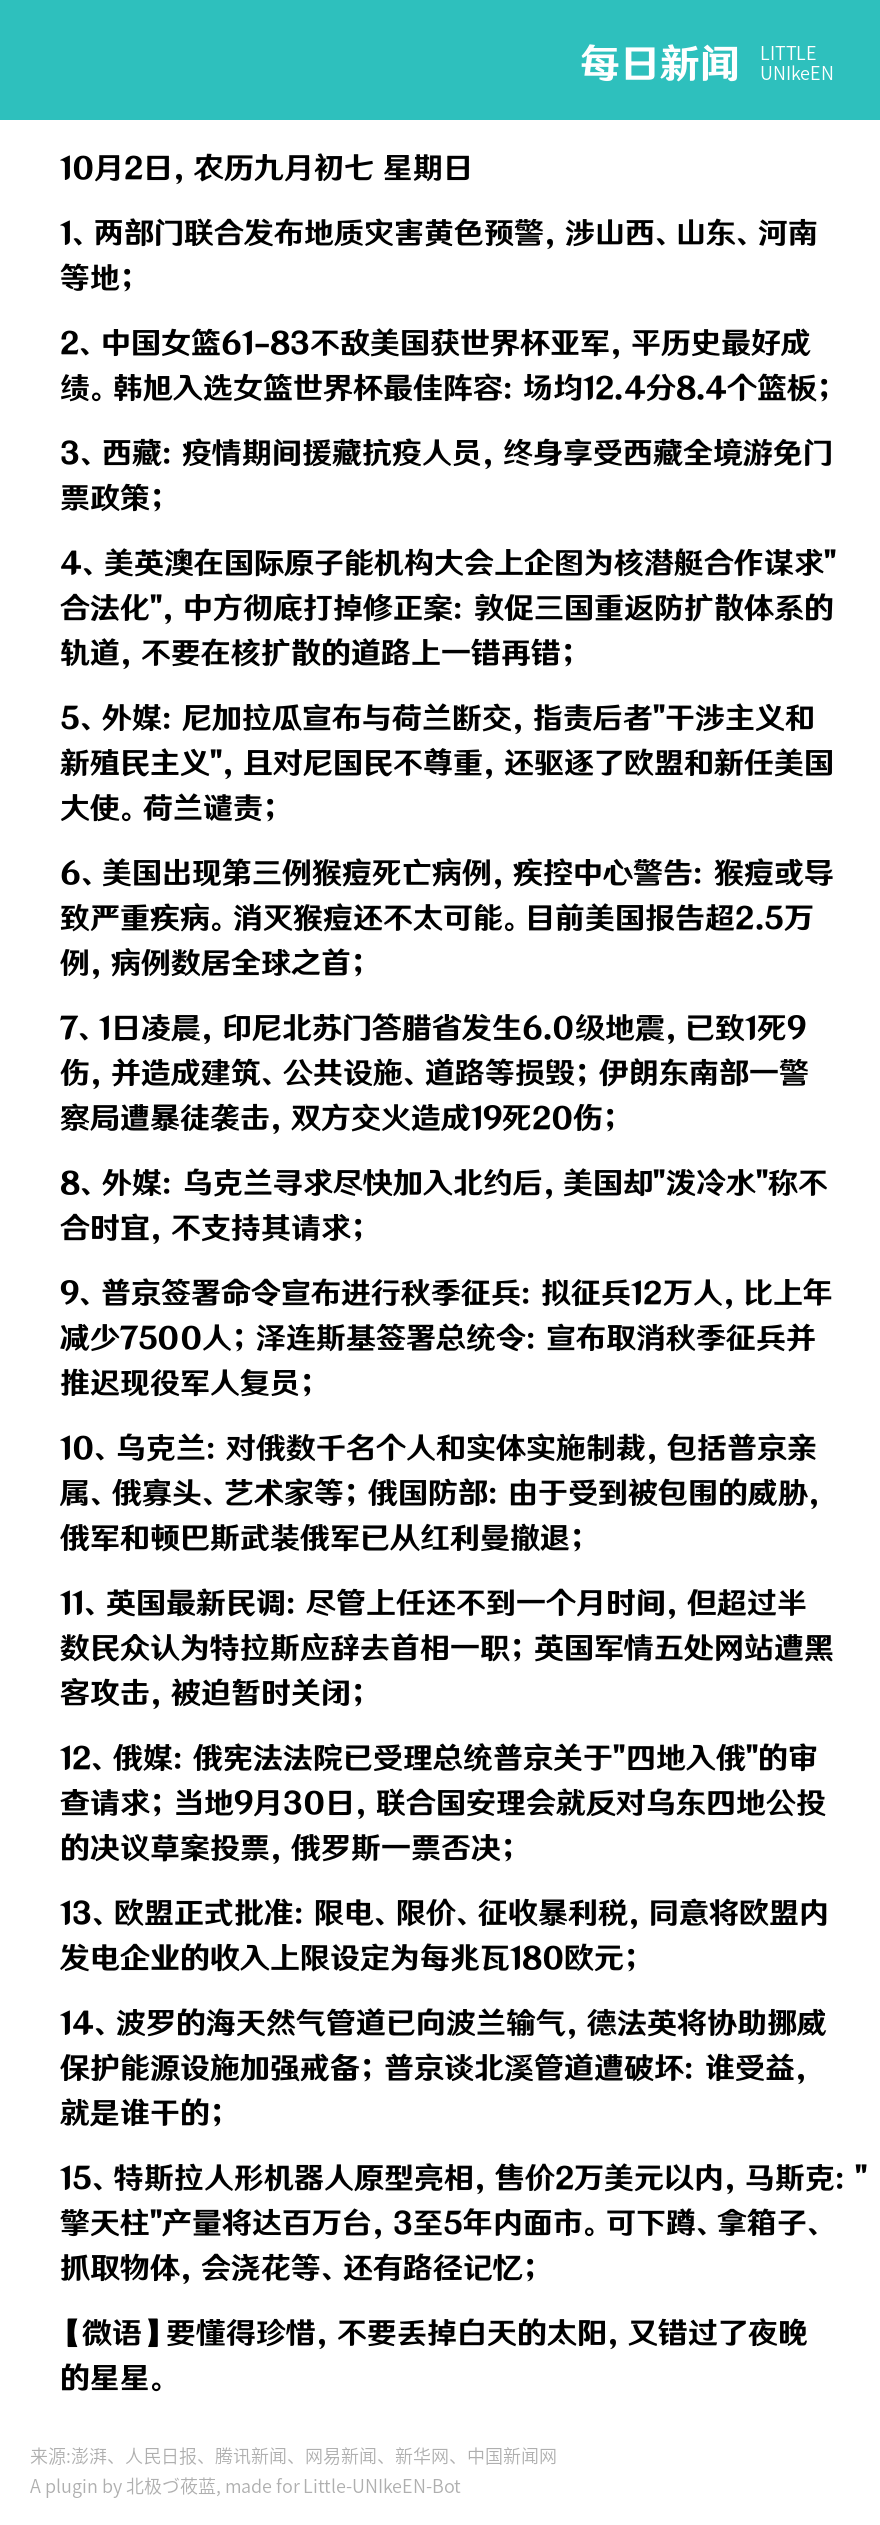 每日新闻
LITTLE
UNIkeEN
10月2日，农历九月初七 星期日
1、两部门联合发布地质灾害黄色预警，涉山西、山东、河南
等地；
2、中国女篮61-83不敌美国获世界杯亚军，平历史最好成
绩。韩旭入选女篮世界杯最佳阵容：场均12.4分8.4个篮板；
3、西藏：疫情期间援藏抗疫人员，终身享受西藏全境游免门
票政策；
4、美英澳在国际原子能机构大会上企图为核潜艇合作谋求"
合法化"，中方彻底打掉修正案：敦促三国重返防扩散体系的
轨道，不要在核扩散的道路上一错再错；
5、外媒：尼加拉瓜宣布与荷兰断交，指责后者"干涉主义和
新殖民主义"，且对尼国民不尊重，还驱逐了欧盟和新任美国
大使。荷兰谴责；
6、美国出现第三例猴痘死亡病例，疾控中心警告：猴痘或导
致严重疾病。消灭猴痘还不太可能。目前美国报告超2.5万
例，病例数居全球之首；
7、1日凌晨，印尼北苏门答腊省发生6.0级地震，已致1死9
伤，并造成建筑、公共设施、道路等损毁；伊朗东南部一警
察局遭暴徒袭击，双方交火造成19死20伤；
8、外媒：乌克兰寻求尽快加入北约后，美国却"泼冷水"称不
合时宜，不支持其请求；
9、普京签署命令宣布进行秋季征兵：拟征兵12万人，比上年
减少7500人；泽连斯基签署总统令：宣布取消秋季征兵并
推迟现役军人复员；
10、乌克兰：对俄数千名个人和实体实施制裁，包括普京亲
属、俄寡头、艺术家等；俄国防部：由于受到被包围的威胁，
俄军和顿巴斯武装俄军已从红利曼撤退；
11、英国最新民调：尽管上任还不到一个月时间，但超过半
数民众认为特拉斯应辞去首相一职；英国军情五处网站遭黑
客攻击，被迫暂时关闭；
12、俄媒：俄宪法法院已受理总统普京关于"四地入俄"的审
查请求；当地9月30日，联合国安理会就反对乌东四地公投
的决议草案投票，俄罗斯一票否决；
13、欧盟正式批准：限电、限价、征收暴利税，同意将欧盟内
发电企业的收入上限设定为每兆瓦180欧元；
14、波罗的海天然气管道已向波兰输气，德法英将协助挪威
保护能源设施加强戒备；普京谈北溪管道遭破坏：谁受益，
就是谁干的；
15、特斯拉人形机器人原型亮相，售价2万美元以内，马斯克："
擎天柱"产量将达百万台，3至5年内面市。可下蹲、拿箱子、
抓取物体，会浇花等、还有路径记忆；
【微语】要懂得珍惜，不要丢掉白天的太阳，又错过了夜晚
的星星。
来源:澎湃、人民日报、腾讯新闻、网易新闻、新华网、中国新闻网
A plugin by 北极づ莜蓝, made for Little-UNIkeEN-Bot